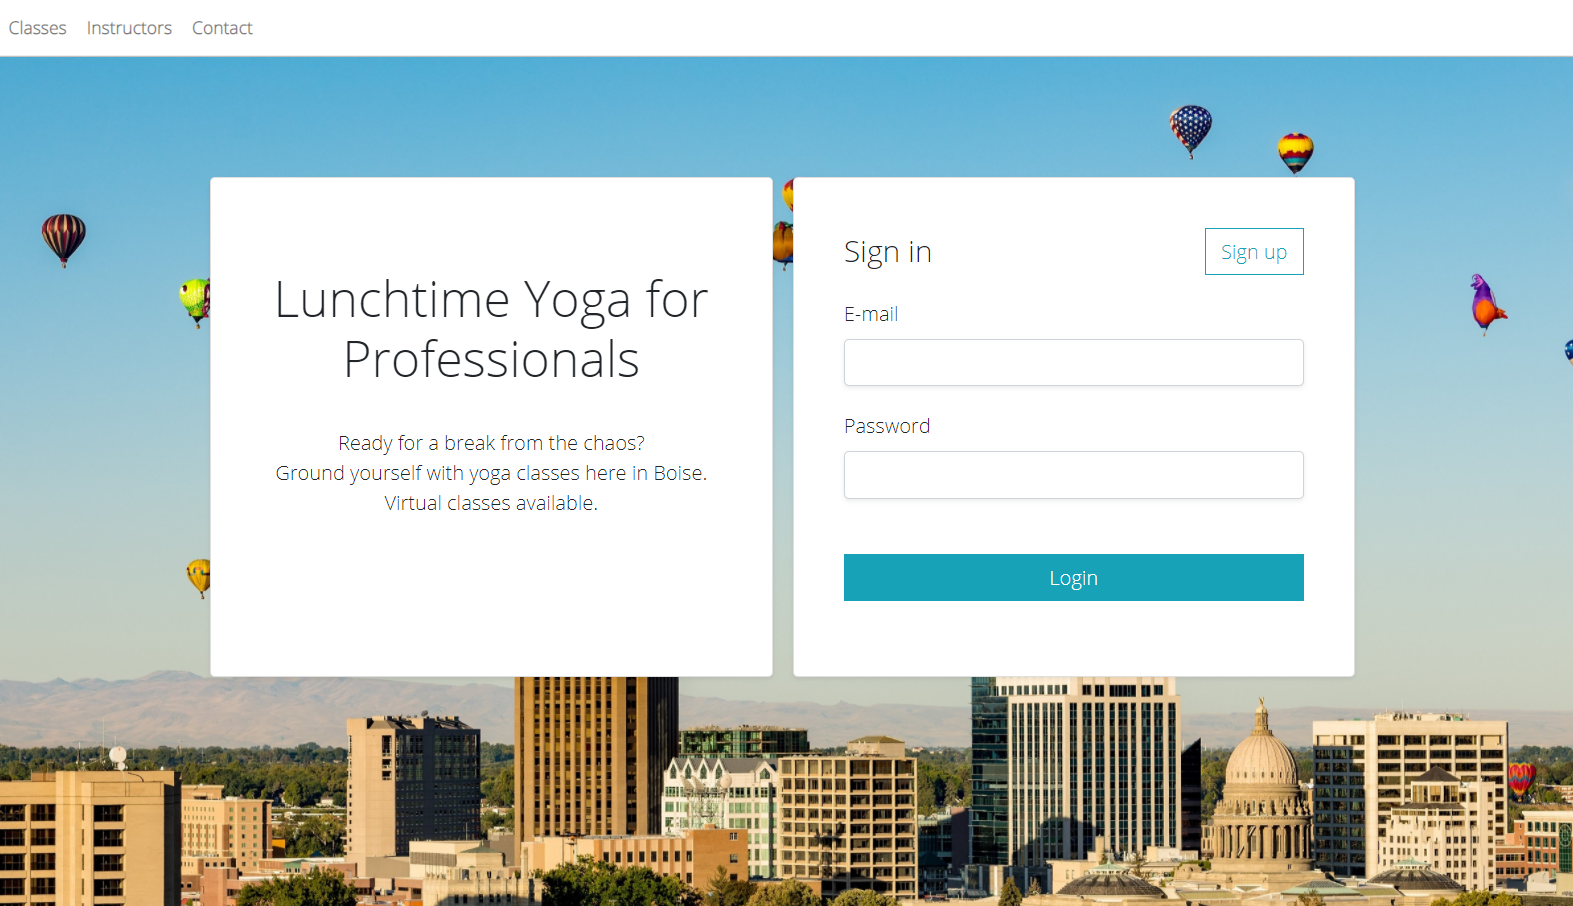 Classes Instructors Contact
Lunchtime Yoga for
Professionals
Ready for a break from the chaos?
Ground yourself with yoga classes here in Boise.
Virtual classes available.
Sign in
Sign up
E-mail
Password
Login